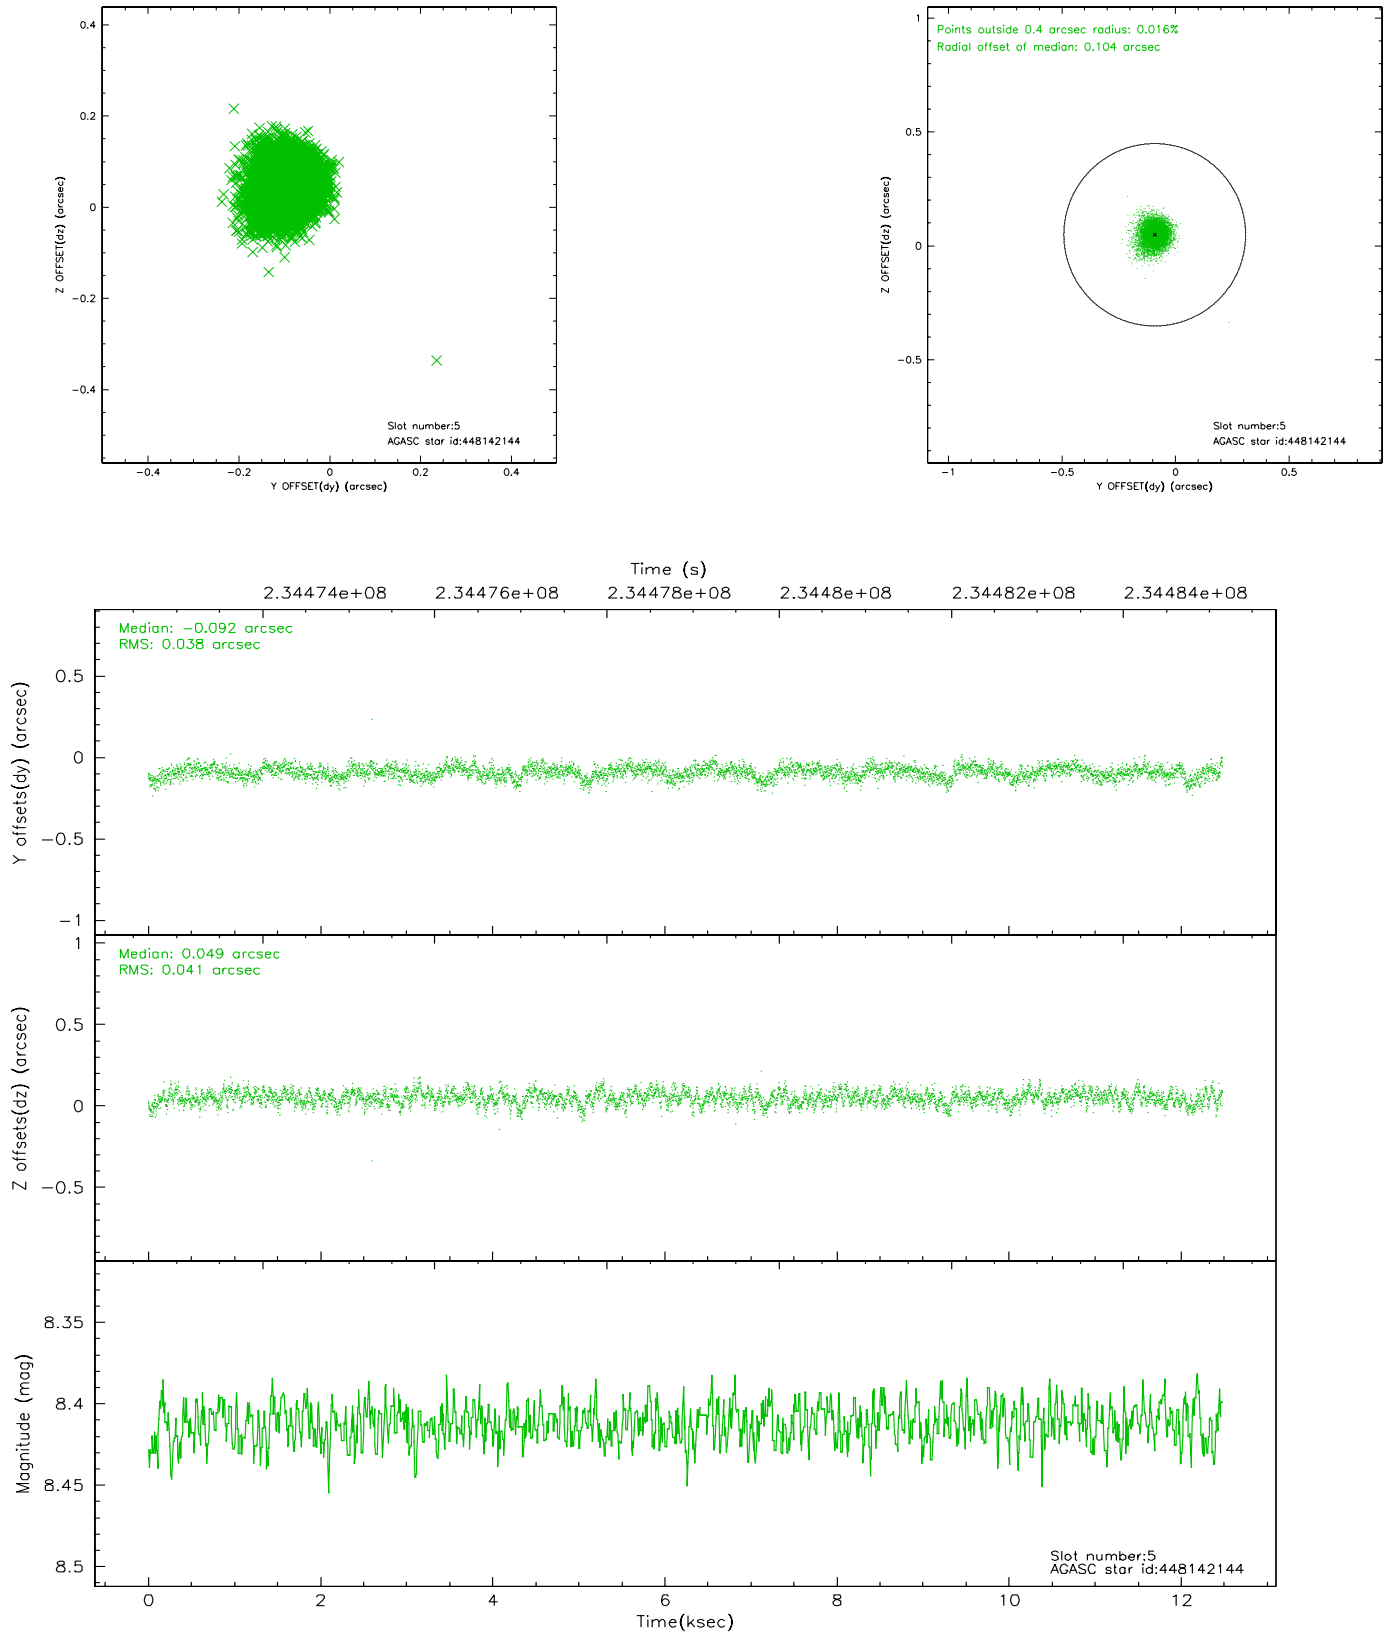 0.4
0.2
0
−0.2
−0.4
Z OFFSET(dz) (arcsec)
Slot number:5
AGASC star id:448142144
−0.4 −0.2 0 0.2 0.4
Y OFFSET(dy) (arcsec)
Points outside 0.4 arcsec radius: 0.016%
Radial offset of median: 0.104 arcsec
1
0.5
0
−0.5
Z OFFSET(dz) (arcsec)
Slot number:5
AGASC star id:448142144
−1 −0.5 0 0.5
Y OFFSET(dy) (arcsec)
Time (s)
2.34474e+08 2.34476e+08 2.34478e+08 2.3448e+08 2.34482e+08 2.34484e+08
Median: −0.092 arcsec
RMS: 0.038 arcsec
0.5
0
−0.5
−1
Y offsets(dy) (arcsec)
Median: 0.049 arcsec
RMS: 0.041 arcsec
1
0.5
0
−0.5
Z offsets(dz) (arcsec)
8.35
8.4
8.45
8.5
Magnitude (mag)
Slot number:5
AGASC star id:448142144
0 2 4 6 8 10 12
Time(ksec)